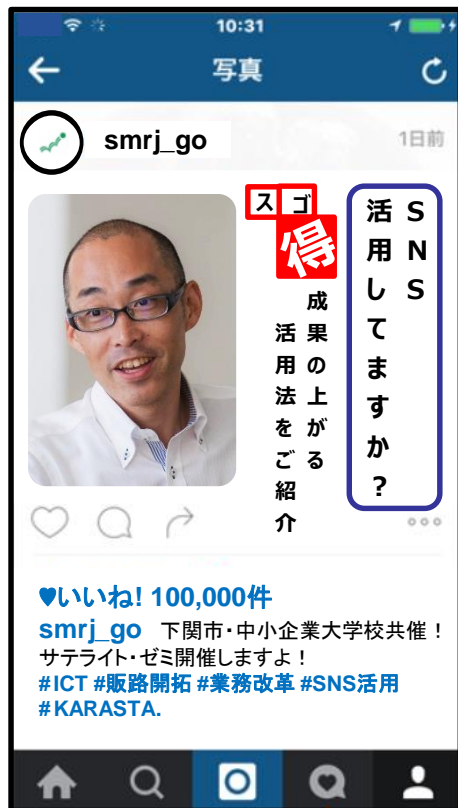 10:31
写真
smrj_go
1日前
SNS
活用してますか？
スゴ
得
成果の上がる
活用法をご紹介
♥いいね! 100,000件
smrj_go 下関市・中小企業大学校共催！
サテライト・ゼミ開催しますよ！
#ICT #販路開拓 #業務改革 #SNS活用
#KARASTA.